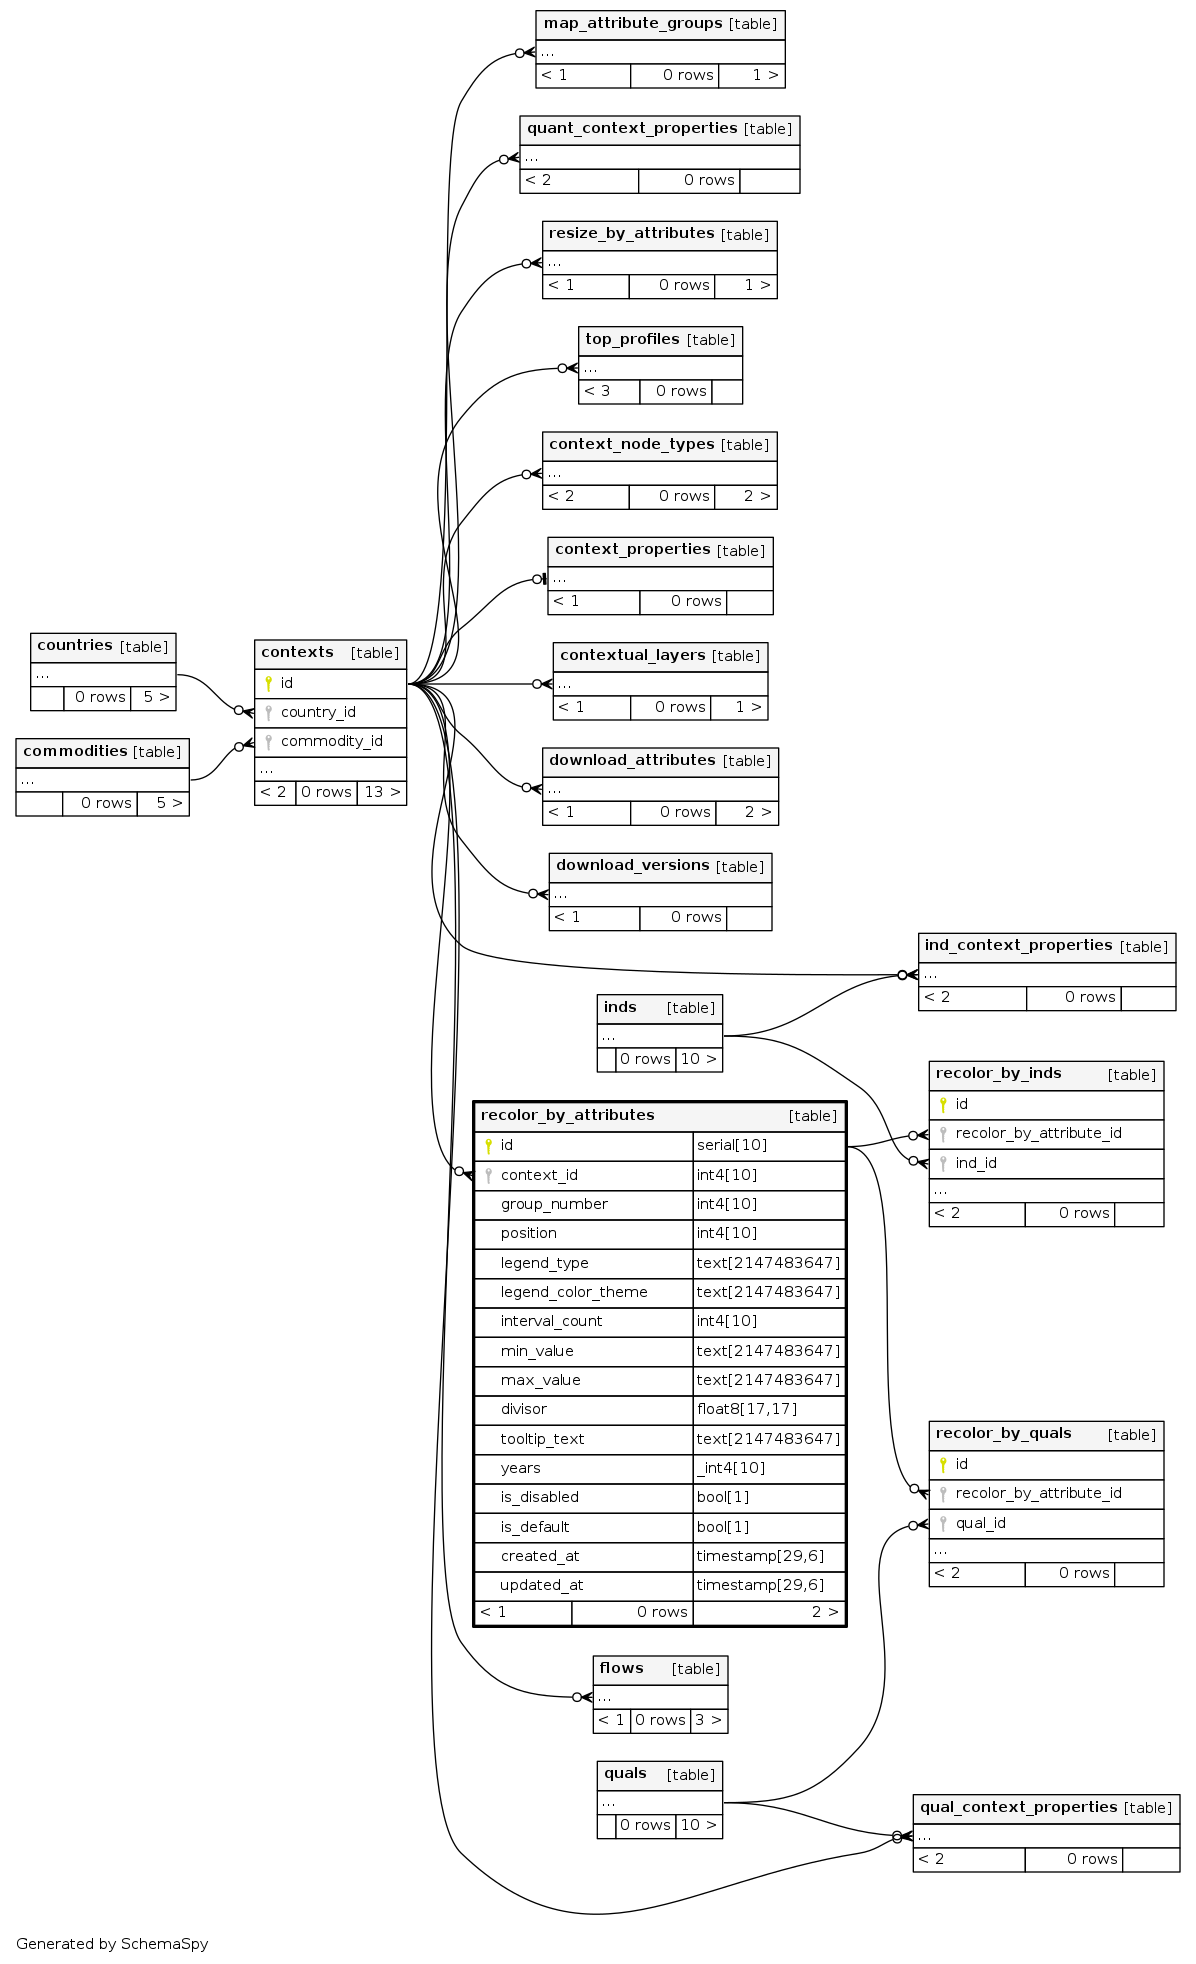 map_attribute_groups [table]
...
< 1 0 rows 1 >
quant_context_properties [table]
...
< 2 0 rows
resize_by_attributes [table]
...
< 1 0 rows 1 >
top_profiles [table]
...
< 3 0 rows
context_node_types [table]
...
< 2 0 rows 2 >
context_properties [table]
...
< 1 0 rows
countries [table]
...
0 rows 5 >
commodities [table]
...
0 rows 5 >
contexts [table]
id
country_id
commodity_id
...
< 2 0 rows 13 >
contextual_layers [table]
...
< 1 0 rows 1 >
download_attributes [table]
...
< 1 0 rows 2 >
download_versions [table]
...
< 1 0 rows
ind_context_properties [table]
...
< 2 0 rows
inds [table]
...
0 rows 10 >
recolor_by_inds [table]
id
recolor_by_attribute_id
ind_id
...
< 2 0 rows
recolor_by_attributes [table]
id serial[10]
context_id int4[10]
group_number int4[10]
position int4[10]
legend_type text[2147483647]
legend_color_theme text[2147483647]
interval_count int4[10]
min_value text[2147483647]
max_value text[2147483647]
divisor float8[17,17]
tooltip_text text[2147483647]
years _int4[10]
is_disabled bool[1]
is_default bool[1]
created_at timestamp[29,6]
updated_at timestamp[29,6]
< 1 0 rows 2 >
recolor_by_quals [table]
id
recolor_by_attribute_id
qual_id
...
< 2 0 rows
flows [table]
...
< 1 0 rows 3 >
quals [table]
...
0 rows 10 >
qual_context_properties [table]
...
< 2 0 rows
Generated by SchemaSpy